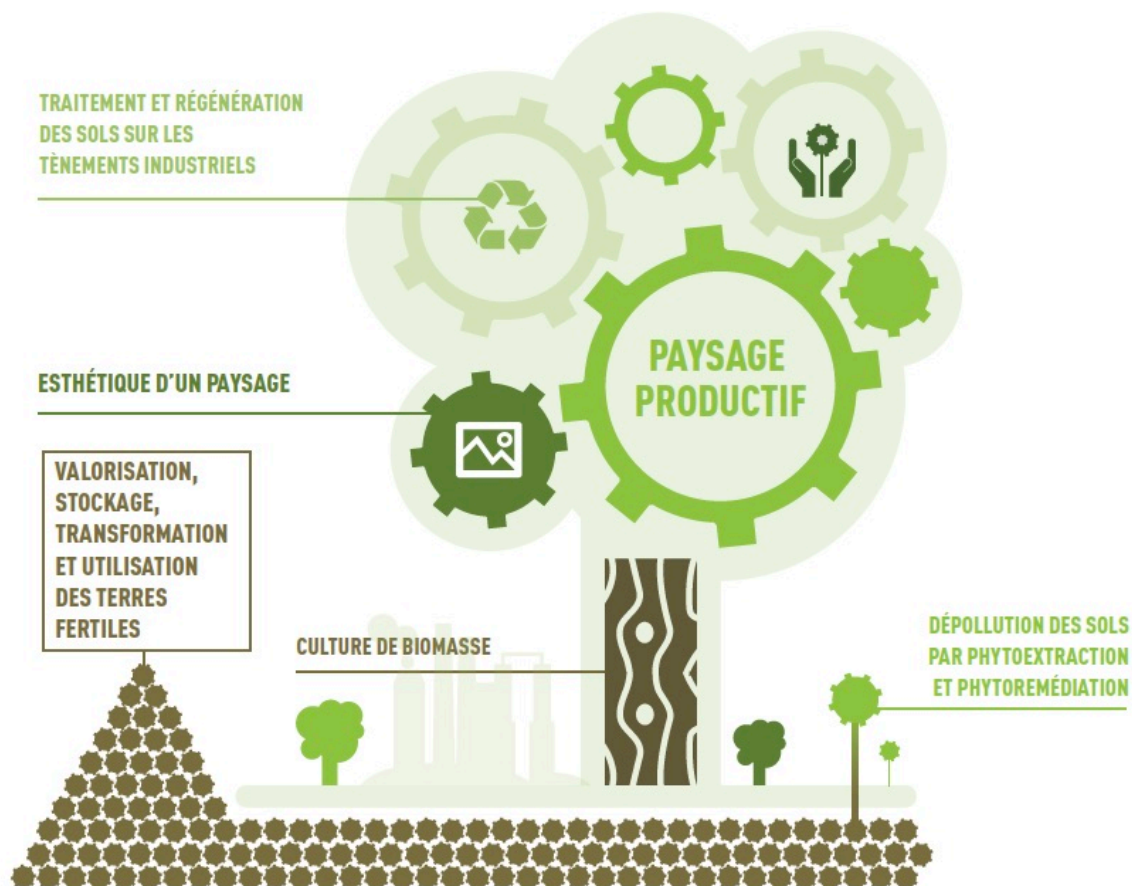 TRAITEMENT ET RÉGÉNÉRATION
DES SOLS SUR LES
TÈNEMENTS INDUSTRIELS
PAYSAGE
PRODUCTIF
ESTHÉTIQUE D'UN PAYSAGE
VALORISATION,
STOCKAGE,
TRANSFORMATION
ET UTILISATION
DES TERRES
FERTILES
CULTURE DE BIOMASSE
DÉPOLLUTION DES SOLS
PAR PHYTOEXTRACTION
ET PHYTOREMÉDIATION